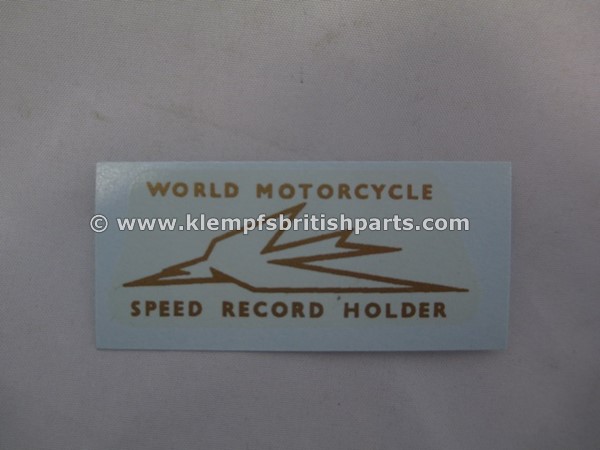 WORLD MOTORCYCLE
© www.klempfsbritishparts.com
SPEED RECORD HOLDER